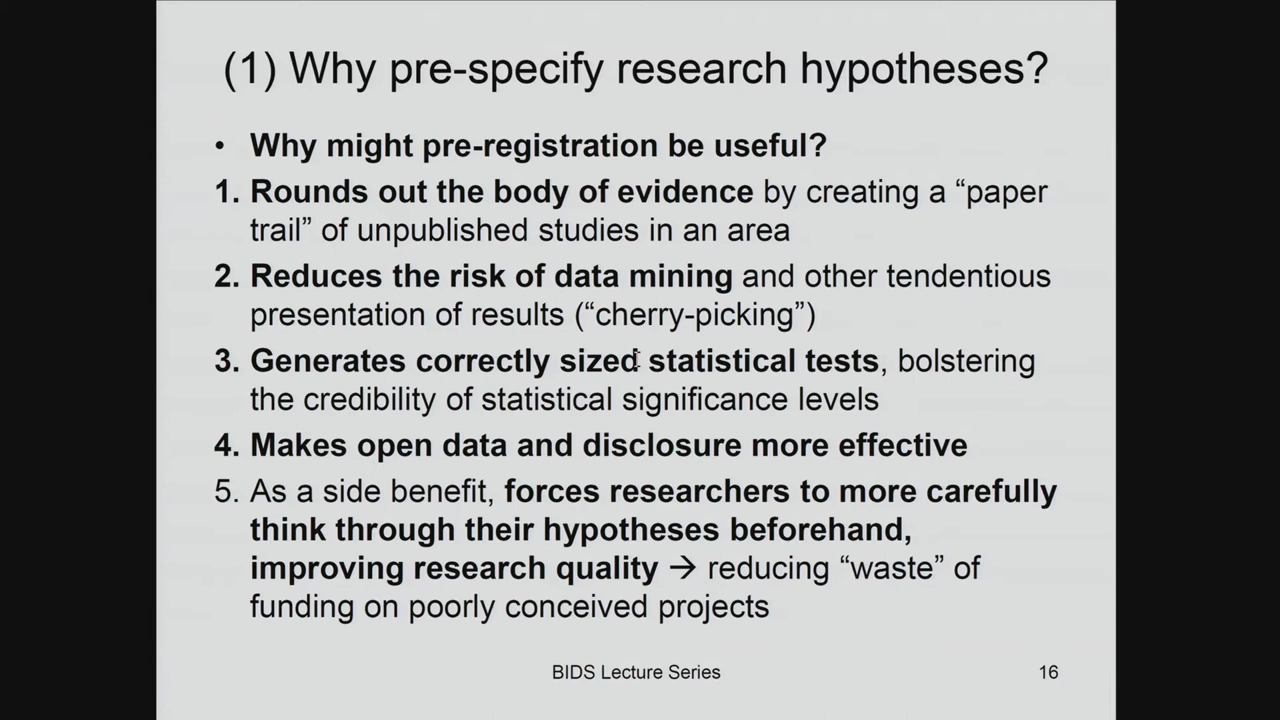 (1) Why pre-specify research hypotheses?
• Why might pre-registration be useful?
1. Rounds out the body of evidence by creating a “paper
trail” of unpublished studies in an area
2. Reduces the risk of data mining and other tendentious
presentation of results (“cherry-picking”)
3. Generates correctly sized statistical tests, bolstering
the credibility of statistical significance levels
4. Makes open data and disclosure more effective
5. As a side benefit, forces researchers to more carefully
think through their hypotheses beforehand,
improving research quality → reducing “waste” of
funding on poorly conceived projects
BIDS Lecture Series
16